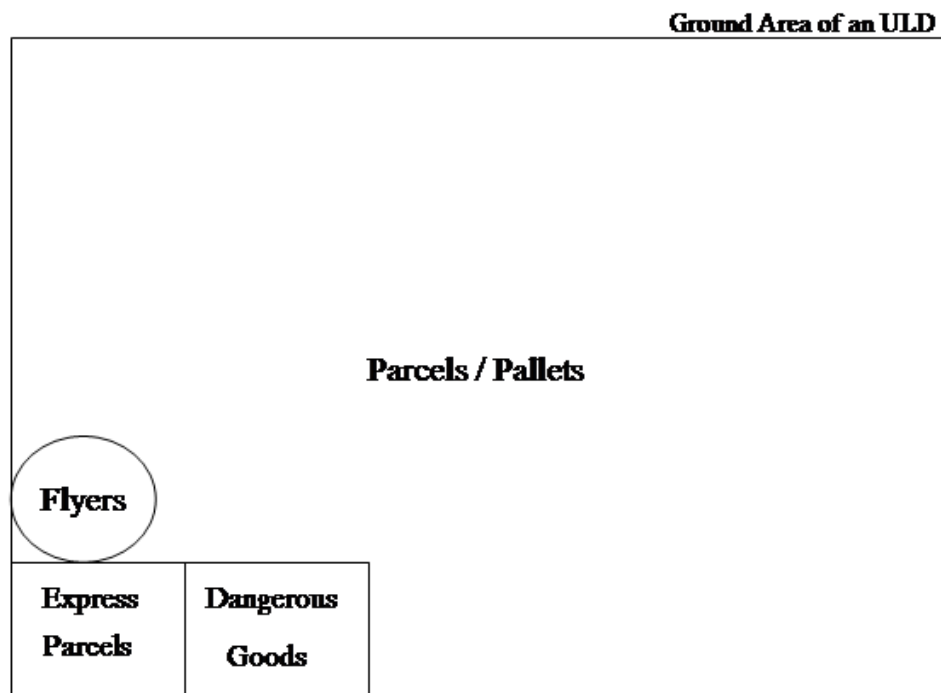 Ground Area of an ULD
Parcels / Pallets
Flyers
Express
Parcels
Dangerous
Goods